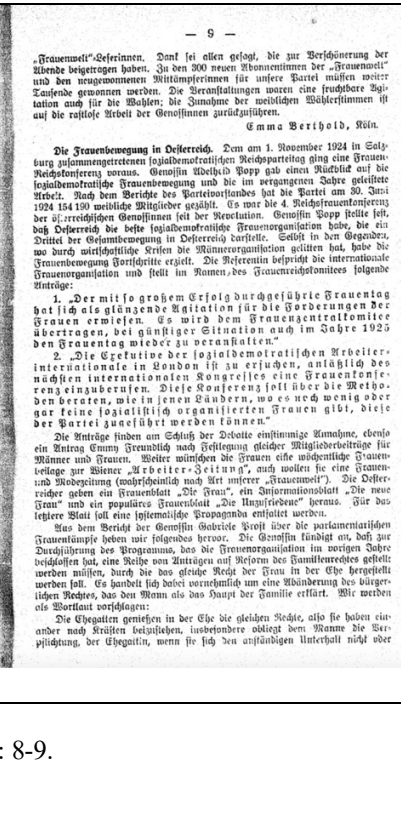 — 9 —
„Frauenwelt“-Leserinnen. Dank sei allen gesagt, die zur Verschönerung der
Abende beigetragen haben. Zu den 300 neuen Abonnentinnen der „Frauenwelt“
und den neugewonnenen Mitkämpferinnen für unsere Partei müssen weiter
Tausende gewonnen werden. Die Veranstaltungen waren eine fruchtbare Agi-
tation auch für die Wahlen; die Zunahme der weiblichen Wählerstimmen ist
auf die rastlose Arbeit der Genossinnen zurückzuführen.
Emma Berthold, Köln.
Die Frauenbewegung in Oesterreich. Dem am 1. November 1924 in Salz-
burg zusammengetretenen sozialdemokratischen Reichsparteitag ging eine Frauen-
Reichskonferenz voraus. Genossin Adelheid Popp gab einen Rückblick auf die
sozialdemokratische Frauenbewegung und die im vergangenen Jahre geleistete
Arbeit. Nach dem Berichte des Parteivorstandes hat die Partei am 30. Juni
1924 154 190 weibliche Mitglieder gezählt. Es war die 4. Reichsfrauenkonferenz
der österreichischen Genossinnen seit der Revolution. Genossin Popp stellte fest,
daß Oesterreich die beste sozialdemokratische Frauenorganisation habe, die ein
Drittel der Gesamtbewegung in Oesterreich darstelle. Selbst in den Gegenden,
wo durch wirtschaftliche Krisen die Männerorganisation gelitten hat, habe die
Frauenbewegung Fortschritte erzielt. Die Referentin bespricht die internationale
Frauenorganisation und stellt im Namen des Frauenreichskomitees folgende
Anträge:
1. „Der mit so großem Erfolg durchgeführte Frauentag
hat sich als glänzende Agitation für die Forderungen der
Frauen erwiesen. Es wird dem Frauenzentralkomitee
übertragen, bei günstiger Situation auch im Jahre 1925
den Frauentag wieder zu veranstalten.“
2. „Die Exekutive der sozialdemokratischen Arbeiter-
internationale in London ist zu ersuchen, anläßlich des
nächsten internationalen Kongresses eine Frauenkonfe-
renz einzuberufen. Diese Konferenz soll über die Metho-
den beraten, wie in jenen Ländern, wo es noch wenig oder
gar keine sozialistisch organisierten Frauen gibt, diese
der Partei zugeführt werden können.“
Die Anträge finden am Schluß der Debatte einstimmige Annahme, ebenso
ein Antrag Emmy Freundlich nach Festlegung gleicher Mitgliederbeiträge für
Männer und Frauen. Weiter wünschen die Frauen eine wöchentliche Frauen-
beilage zur Wiener „Arbeiter-Zeitung“, auch wollen sie eine Frauen-
und Modezeitung (wahrscheinlich nach Art unserer „Frauenwelt“). Die Oester-
reicher geben ein Frauenblatt „Die Frau“, ein Informationsblatt „Die neue
Frau“ und ein populäres Frauenblatt „Die Unzufriedene“ heraus. Für das
letztere Blatt soll eine systematische Propaganda entfaltet werden.
Aus dem Bericht der Genossin Gabriele Prost über die parlamentarischen
Frauenkämpfe heben wir folgendes hervor. Die Genossin kündigt an, daß zur
Durchführung des Programms, das die Frauenorganisation im vorigen Jahre
beschlossen hat, eine Reihe von Anträgen auf Reform des Familienrechtes gestellt
werden müssen, durch die das gleiche Recht der Frau in der Ehe hergestellt
werden soll. Es handelt sich dabei vornehmlich um eine Abänderung des bürger-
lichen Rechtes, das den Mann als das Haupt der Familie erklärt. Wir werden
als Wortlaut vorschlagen:
Die Ehegatten genießen in der Ehe die gleichen Rechte, also sie haben ein-
ander nach Kräften beizustehen, insbesondere obliegt dem Manne die Ver-
pflichtung, der Ehegattin, wenn sie sich den anständigen Unterhalt nicht oder
: 8-9.